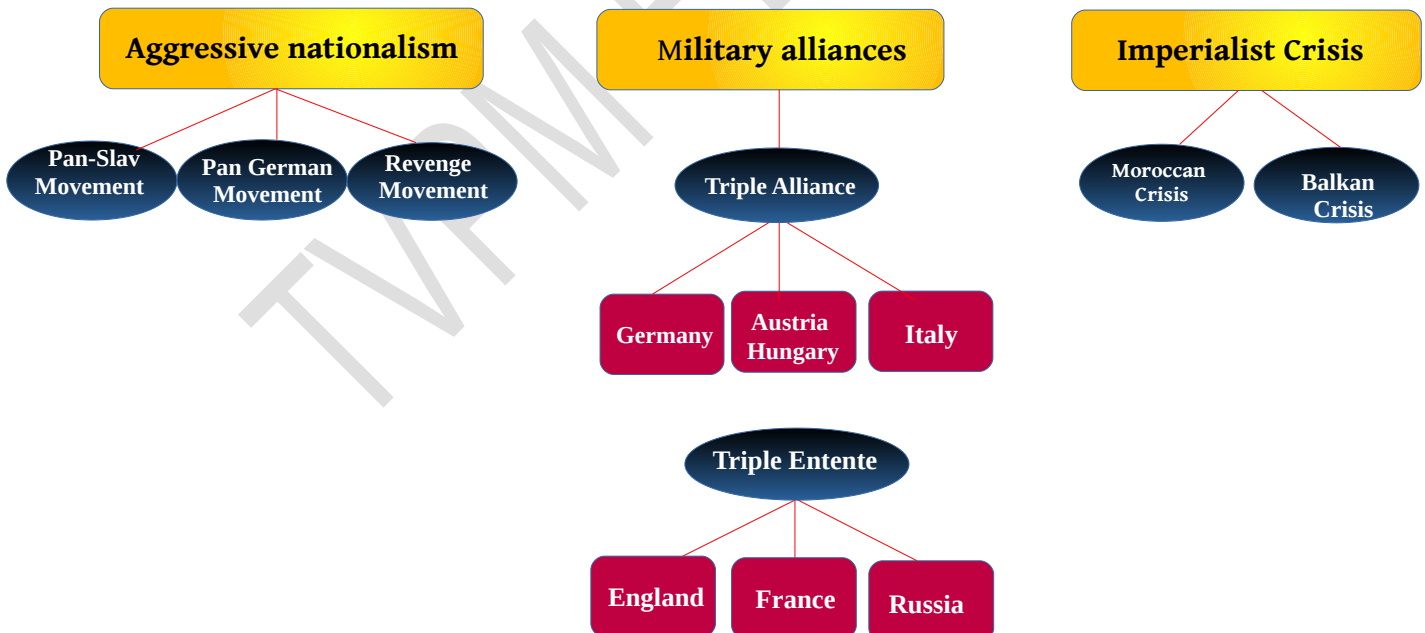 Aggressive nationalism
Military alliances
Imperialist Crisis
Pan-Slav
Movement
Pan German
Movement
Revenge
Movement
Triple Alliance
Moroccan
Crisis
Balkan
Crisis
Germany
Austria
Hungary
Italy
Triple Entente
England
France
Russia
TVPM